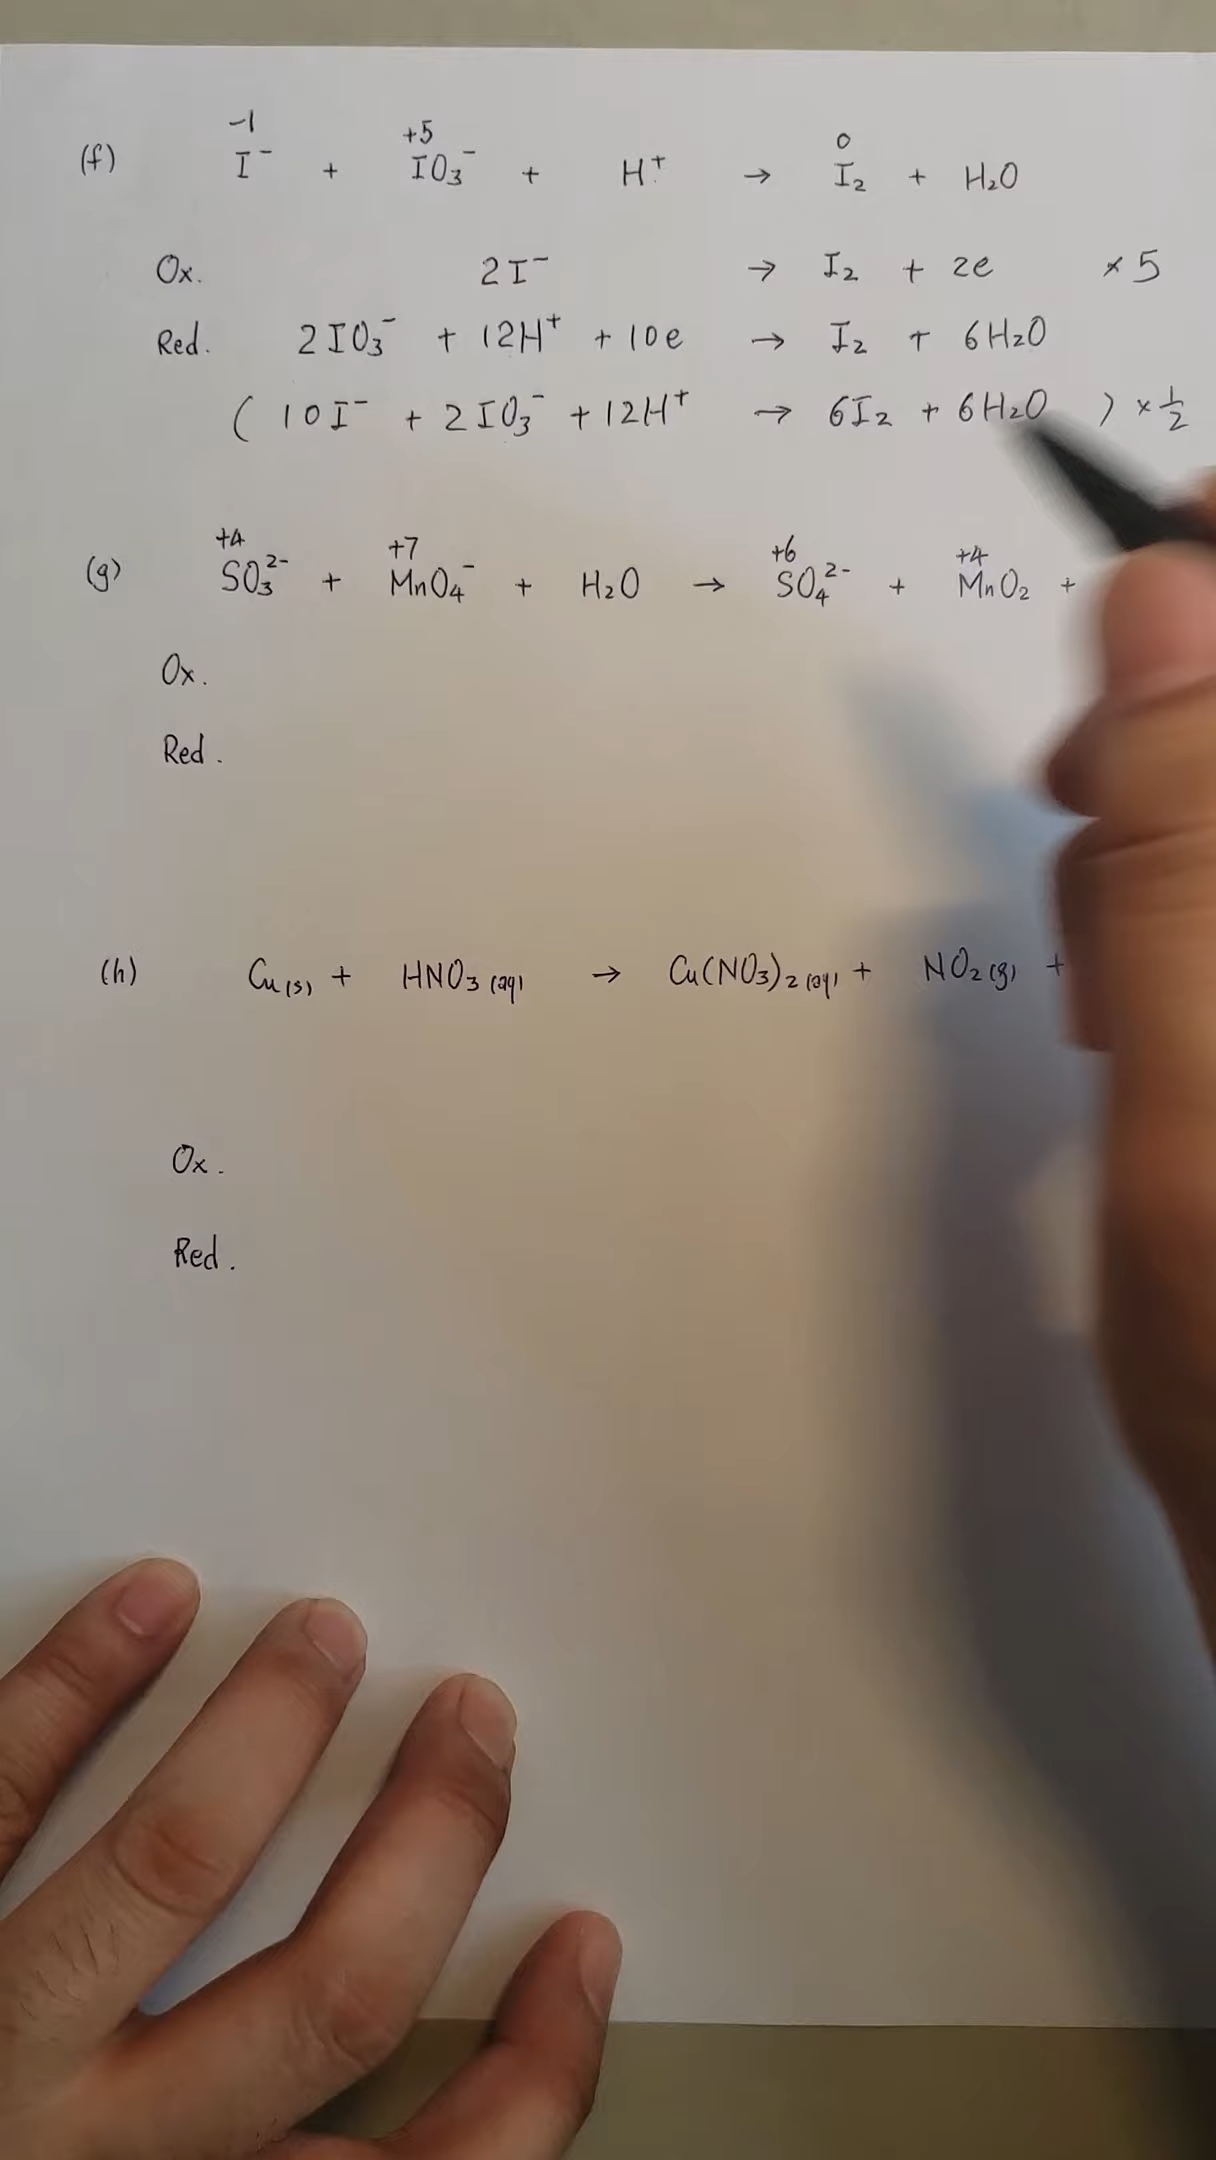 -1 +5 0
(f) I⁻ + IO₃⁻ + H⁺ → I₂ + H₂O
Ox. 2I⁻ → I₂ + 2e × 5
Red. 2IO₃⁻ + 12H⁺ + 10e → I₂ + 6H₂O
( 10I⁻ + 2IO₃⁻ + 12H⁺ → 6I₂ + 6H₂O ) × ½
+4 +7 +6 +4
(g) SO₃²⁻ + MnO₄⁻ + H₂O → SO₄²⁻ + MnO₂ +
Ox.
Red.
(h) Cu(s) + HNO₃(aq) → Cu(NO₃)₂(aq) + NO₂(g) +
Ox.
Red.